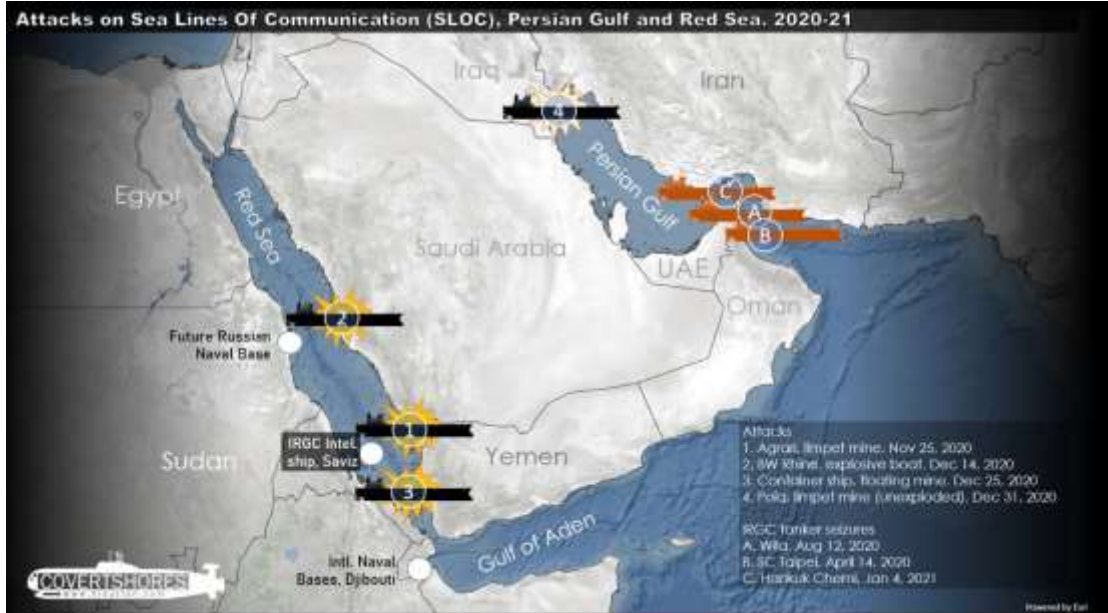 Attacks on Sea Lines Of Communication (SLOC), Persian Gulf and Red Sea. 2020-21
Iraq
Iran
4
Persian Gulf
C
A
B
Egypt
Red Sea
Saudi Arabia
UAE
Oman
2
Future Russian
Naval Base
1
IRGC Intel.
ship, Saviz
Sudan
Yemen
3
Gulf of Aden
Intl. Naval
Bases, Djibouti
Attacks
1. Agrari, limpet mine. Nov 25, 2020
2. BW Rhine, explosive boat. Dec 14, 2020
3. Container ship, floating mine. Dec 25, 2020
4. Pola, limpet mine (unexploded). Dec 31, 2020
IRGC Tanker seizures
A. Wila, Aug 12, 2020
B. SC Taipei, April 14, 2020
C. Hankuk Chemi, Jan 4, 2021
COVERTSHORES
Powered by Esri